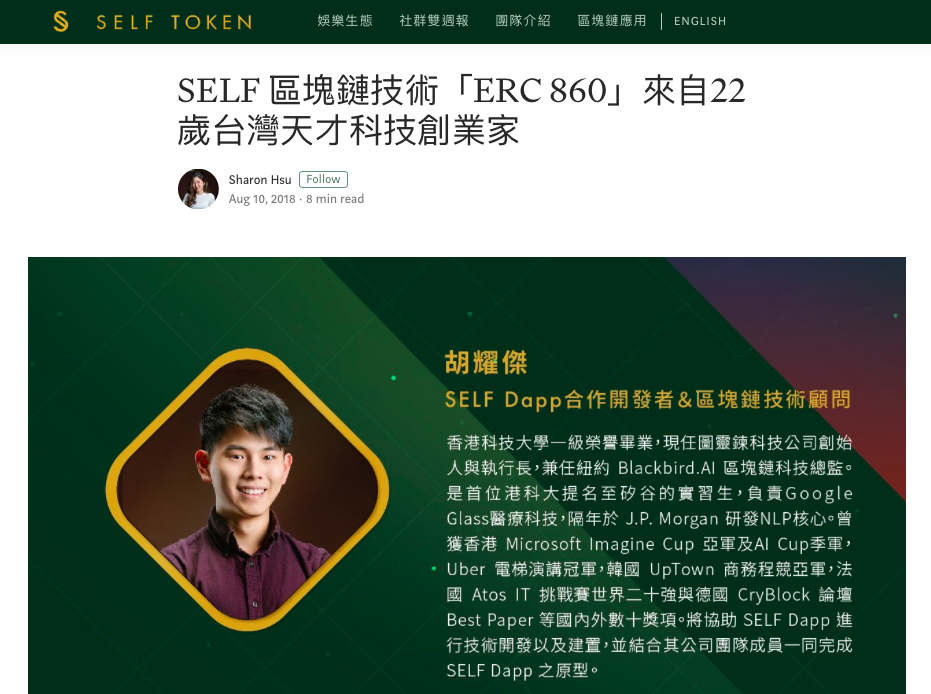 SELF TOKEN
娛樂生態 社群雙週報 團隊介紹 區塊鏈應用 ENGLISH
SELF 區塊鏈技術「ERC 860」來自22
歲台灣天才科技創業家
Sharon Hsu Follow
Aug 10, 2018 · 8 min read
胡耀傑
SELF Dapp合作開發者&區塊鏈技術顧問
香港科技大學一級榮譽畢業,現任圖靈鍊科技公司創始
人與執行長,兼任紐約 Blackbird.AI 區塊鏈科技總監。
是首位港科大提名至矽谷的實習生,負責Google
Glass醫療科技,隔年於 J.P. Morgan 研發NLP核心。曾
獲香港 Microsoft Imagine Cup 亞軍及AI Cup季軍,
Uber 電梯演講冠軍,韓國 UpTown 商務程競亞軍,法
國 Atos IT 挑戰賽世界二十強與德國 CryBlock 論壇
Best Paper 等國內外數十獎項。將協助 SELF Dapp 進
行技術開發以及建置,並結合其公司團隊成員一同完成
SELF Dapp 之原型。